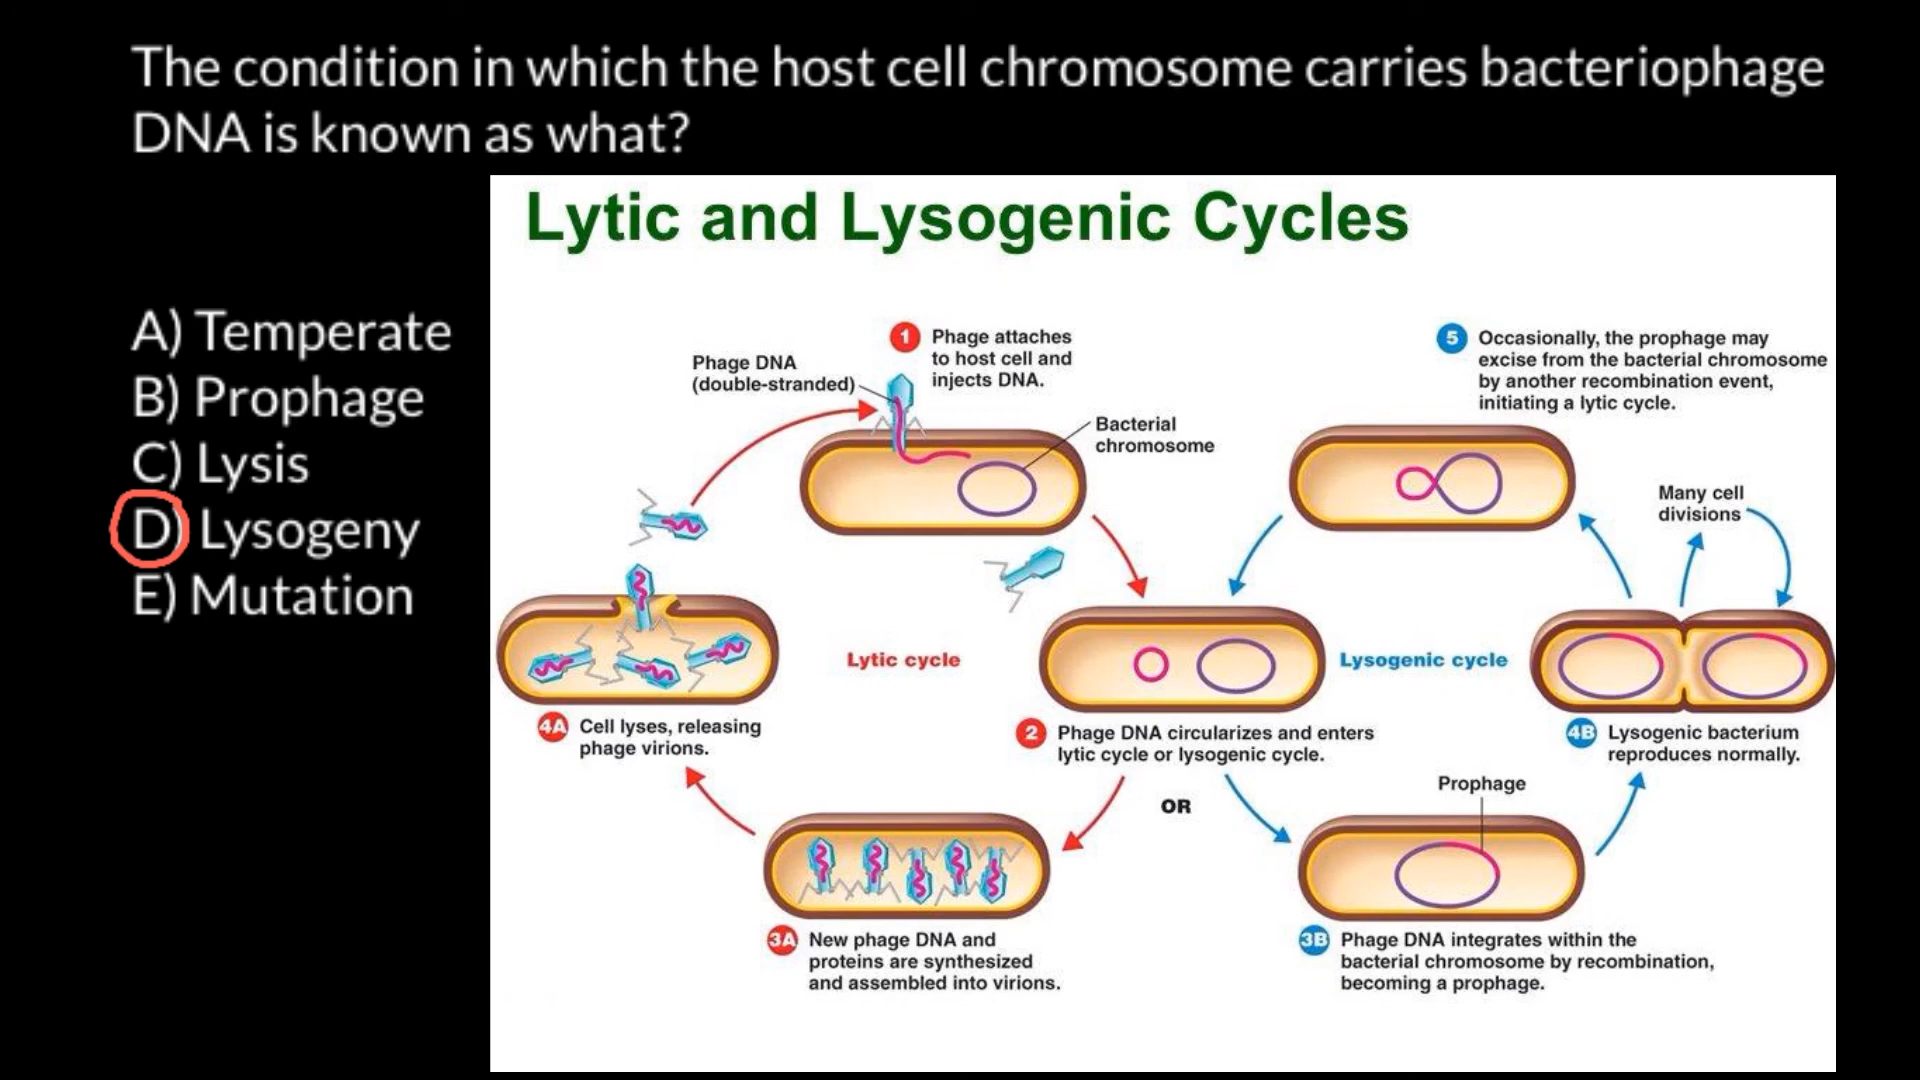 The condition in which the host cell chromosome carries bacteriophage
DNA is known as what?
A) Temperate
B) Prophage
C) Lysis
D) Lysogeny
E) Mutation
Lytic and Lysogenic Cycles
1 Phage attaches
to host cell and
injects DNA.
Phage DNA
(double-stranded)
Bacterial
chromosome
5 Occasionally, the prophage may
excise from the bacterial chromosome
by another recombination event,
initiating a lytic cycle.
Many cell
divisions
Lytic cycle
Lysogenic cycle
4A Cell lyses, releasing
phage virions.
2 Phage DNA circularizes and enters
lytic cycle or lysogenic cycle.
4B Lysogenic bacterium
reproduces normally.
OR
Prophage
3A New phage DNA and
proteins are synthesized
and assembled into virions.
3B Phage DNA integrates within the
bacterial chromosome by recombination,
becoming a prophage.